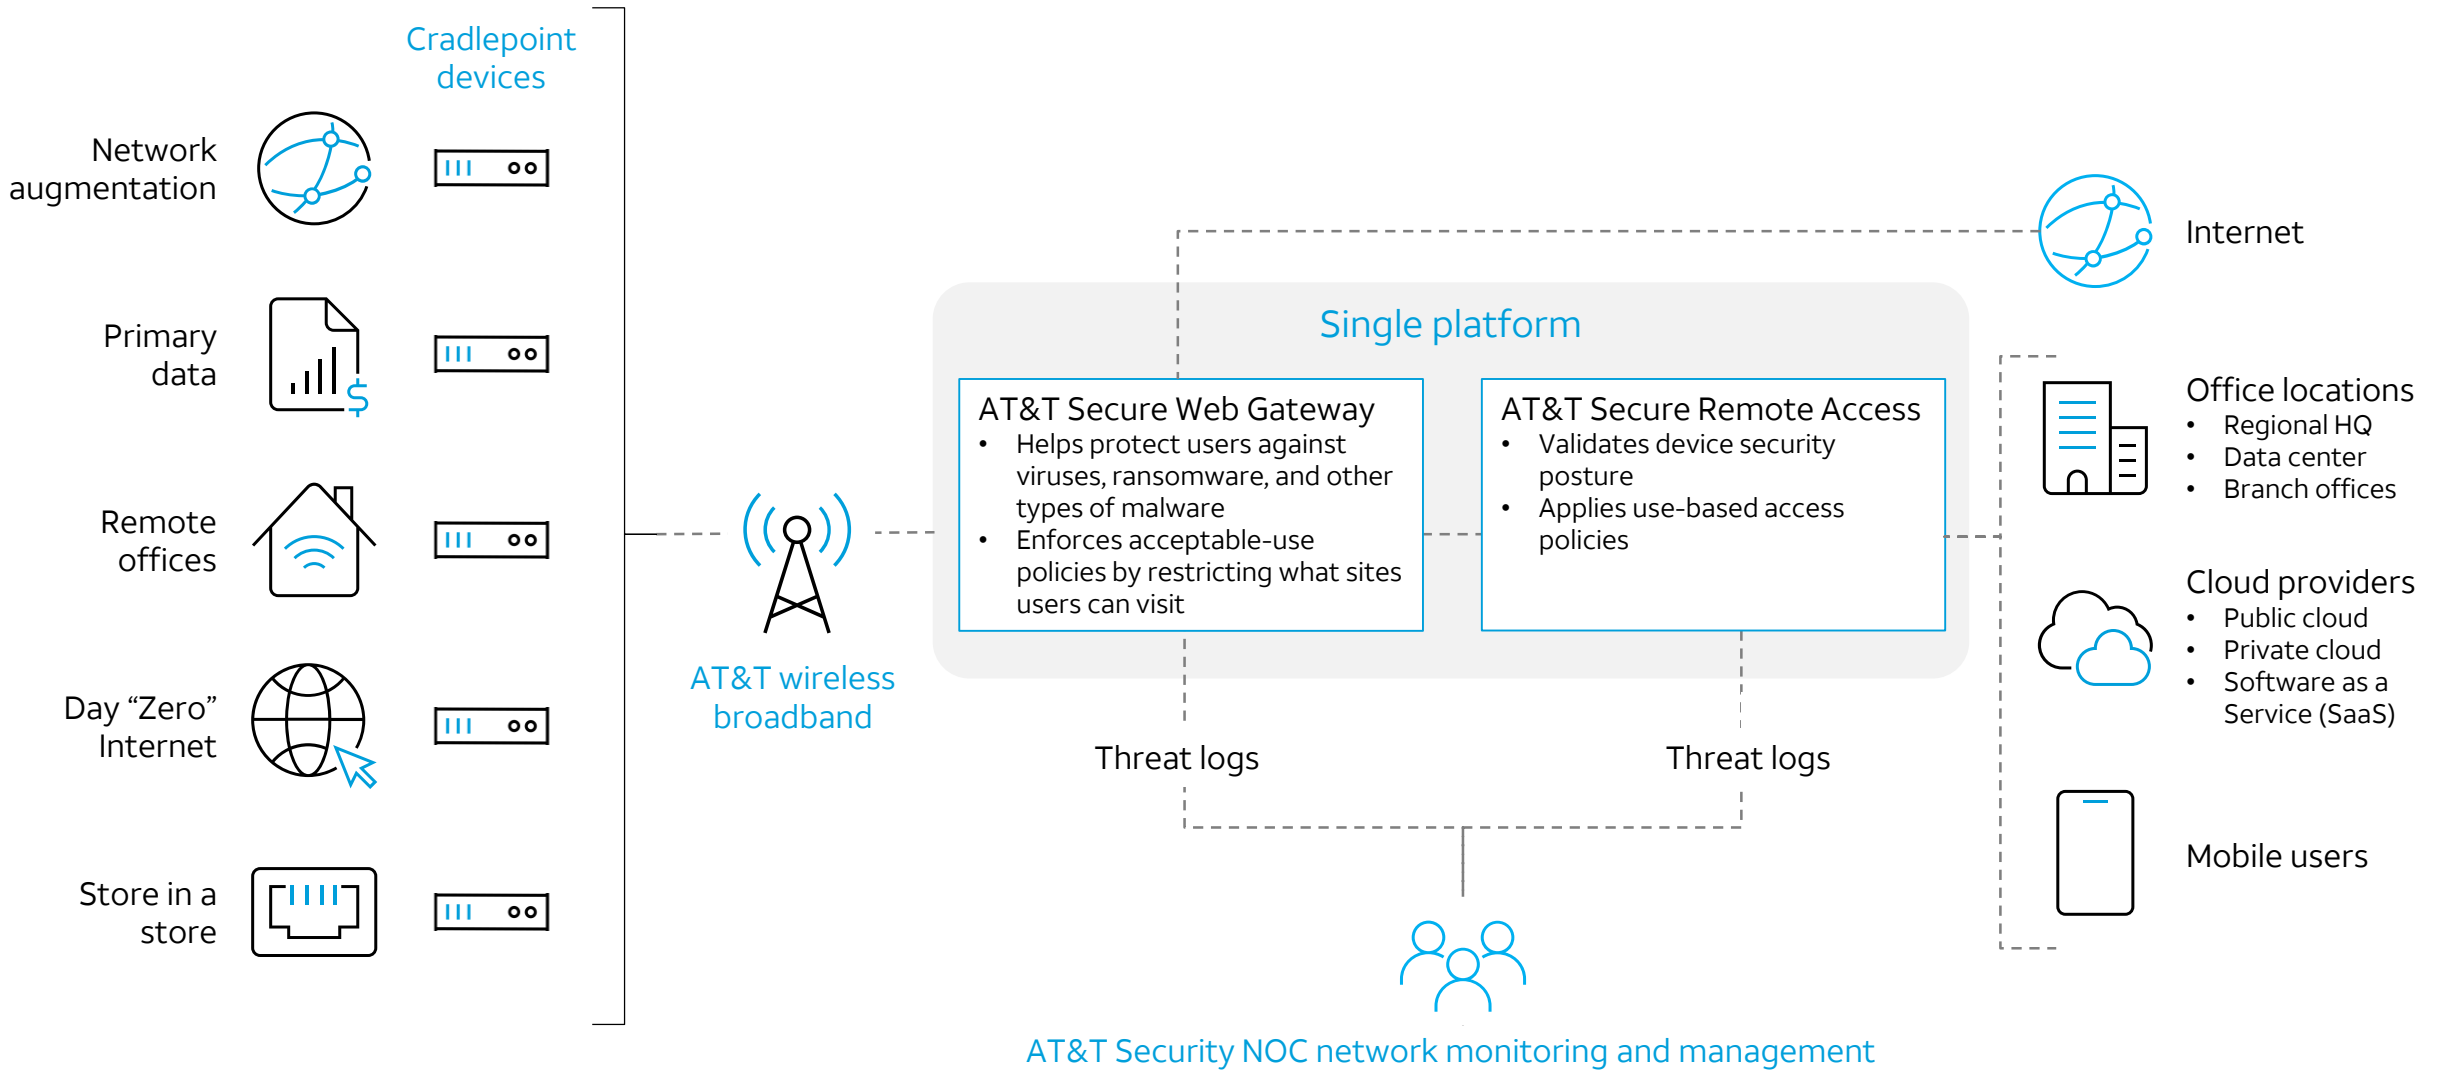 Cradlepoint
devices
Network
augmentation
Primary
data
Remote
offices
Day “Zero”
Internet
Store in a
store
AT&T wireless
broadband
Single platform
AT&T Secure Web Gateway
• Helps protect users against
viruses, ransomware, and other
types of malware
• Enforces acceptable-use
policies by restricting what sites
users can visit
AT&T Secure Remote Access
• Validates device security
posture
• Applies use-based access
policies
Threat logs
Threat logs
AT&T Security NOC network monitoring and management
Internet
Office locations
• Regional HQ
• Data center
• Branch offices
Cloud providers
• Public cloud
• Private cloud
• Software as a
Service (SaaS)
Mobile users